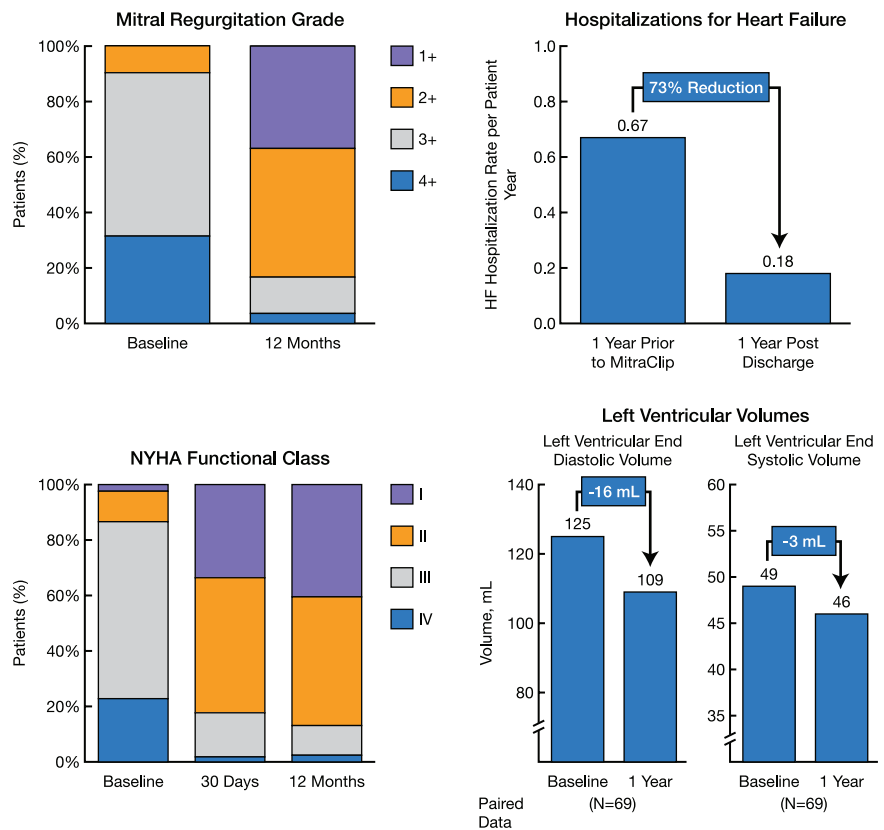 Mitral Regurgitation Grade
100%
80%
60%
40%
20%
0%
Patients (%)
Baseline
12 Months
1+
2+
3+
4+
Hospitalizations for Heart Failure
1.0
0.8
0.6
0.4
0.2
0.0
HF Hospitalization Rate per Patient
Year
73% Reduction
0.67
0.18
1 Year Prior
to MitraClip
1 Year Post
Discharge
NYHA Functional Class
100%
80%
60%
40%
20%
0%
Patients (%)
Baseline
30 Days
12 Months
I
II
III
IV
Left Ventricular Volumes
Left Ventricular End
Diastolic Volume
140
120
100
80
Volume, mL
-16 mL
125
109
Baseline
1 Year
Paired
Data
(N=69)
Left Ventricular End
Systolic Volume
60
55
50
45
40
35
-3 mL
49
46
Baseline
1 Year
(N=69)